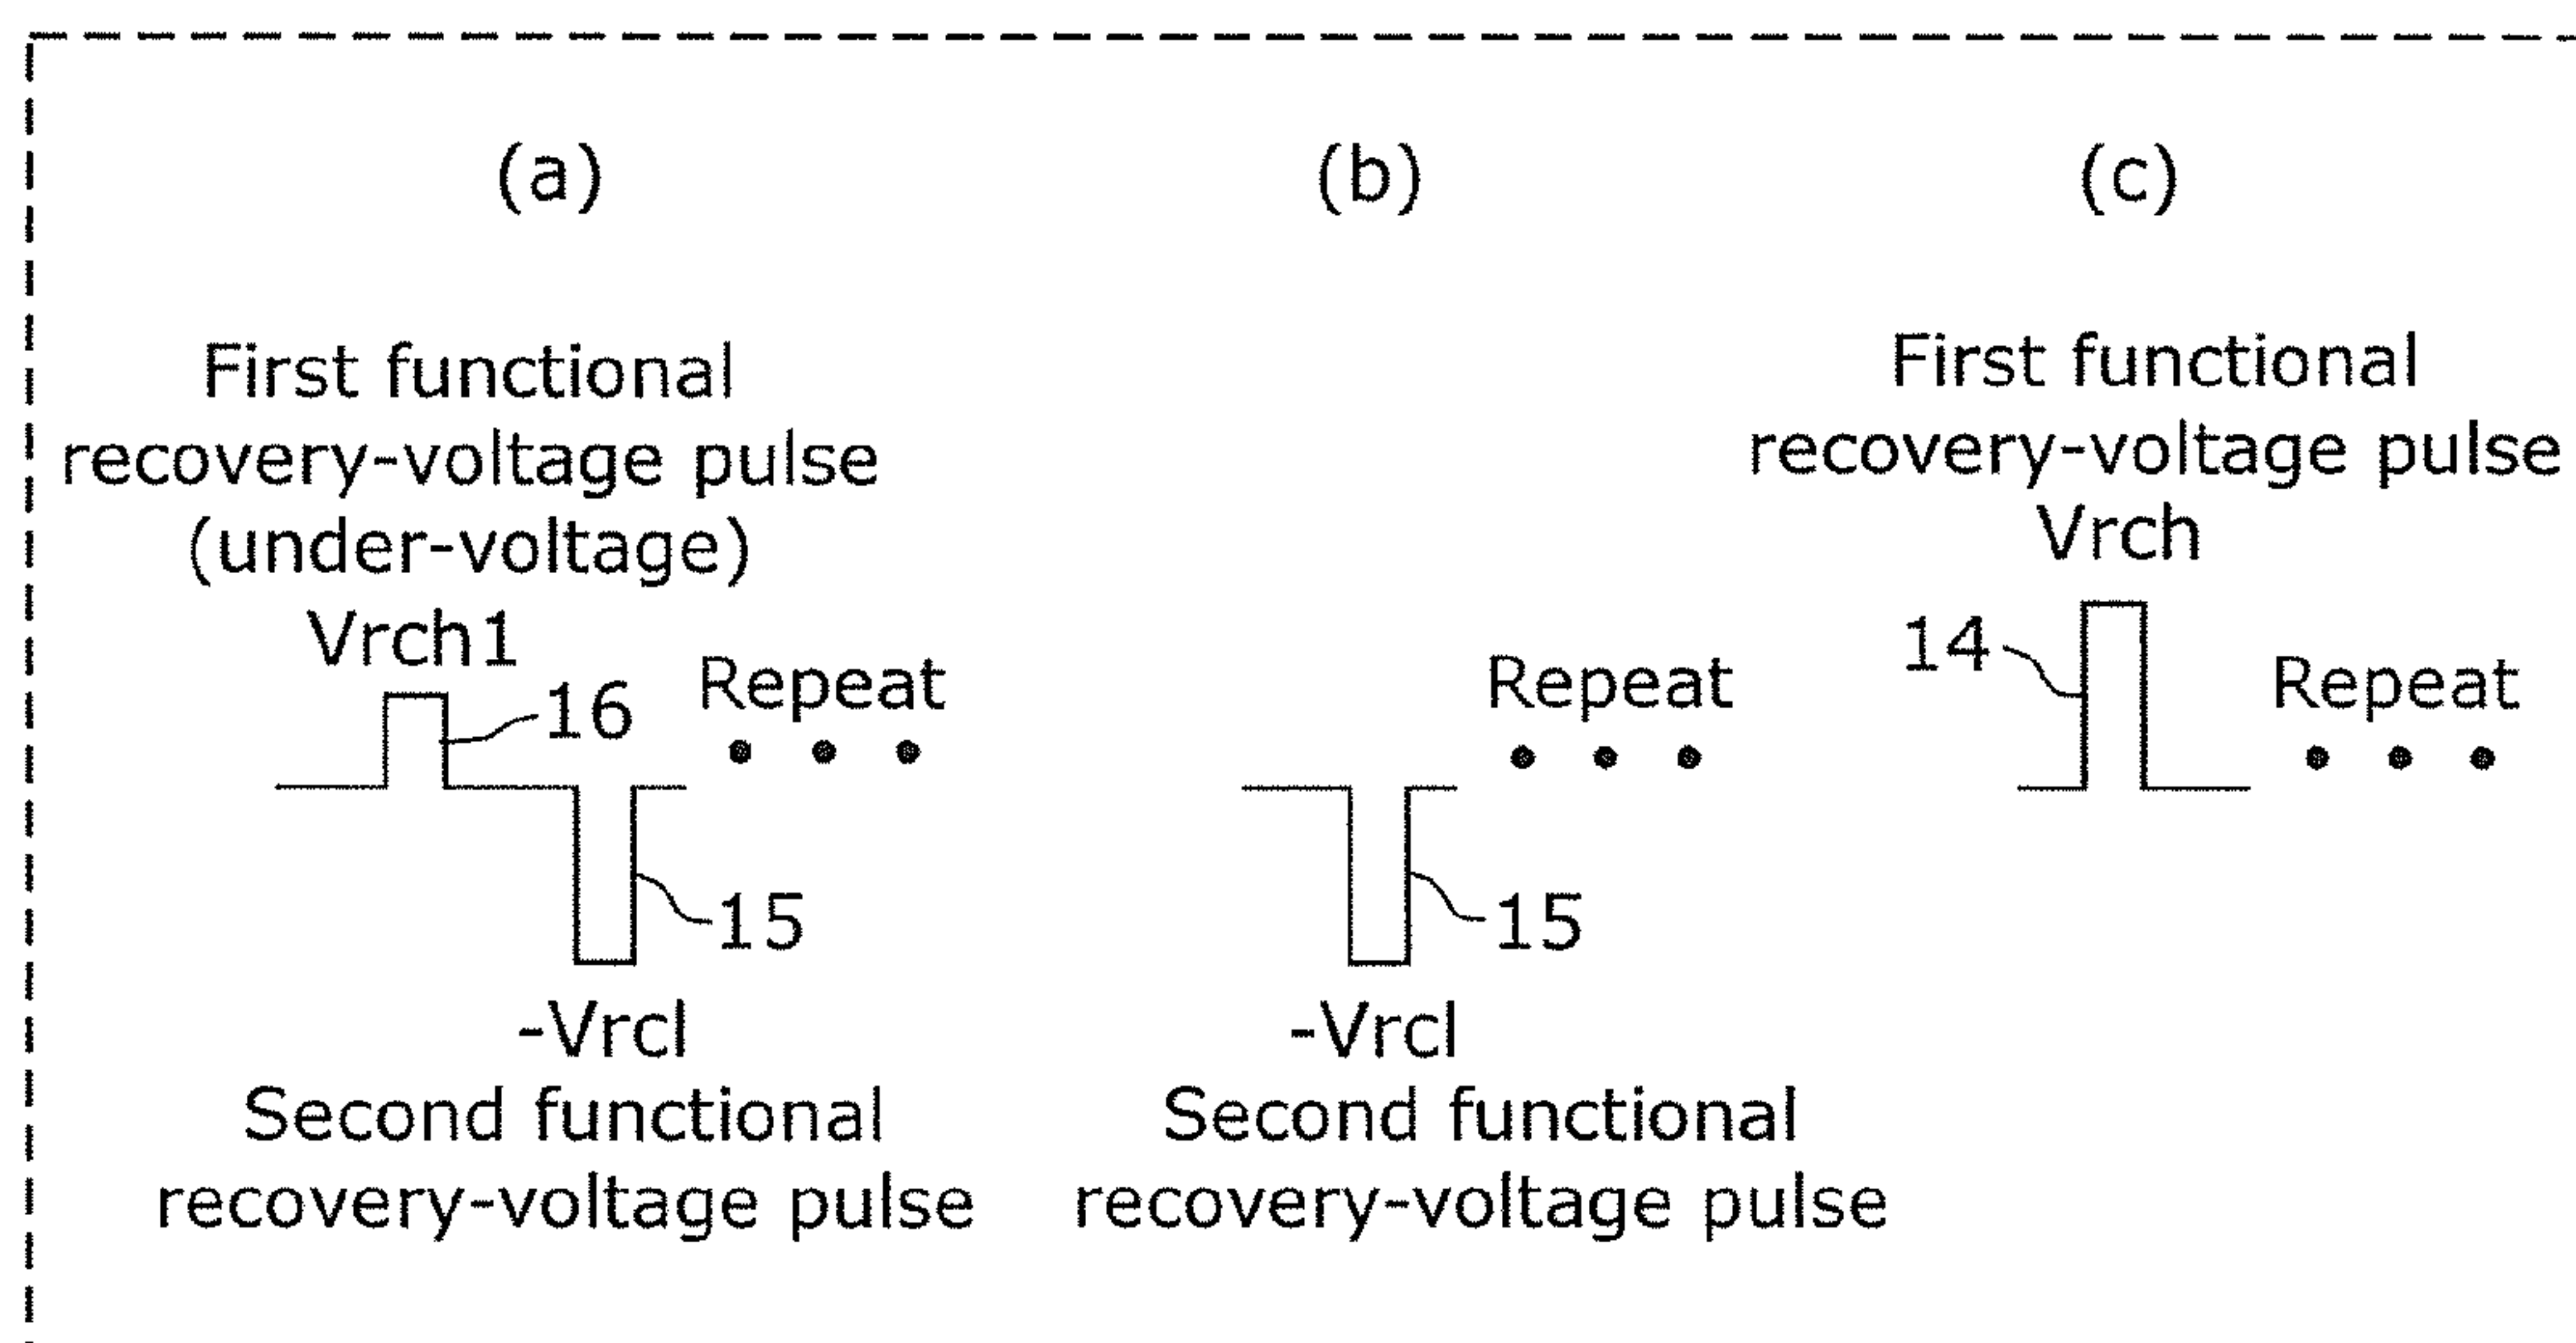 (a)
First functional
recovery-voltage pulse
(under-voltage)
Vrch1
16
Repeat
15
-Vrcl
Second functional
recovery-voltage pulse
(b)
Repeat
15
-Vrcl
Second functional
recovery-voltage pulse
(c)
First functional
recovery-voltage pulse
Vrch
14
Repeat